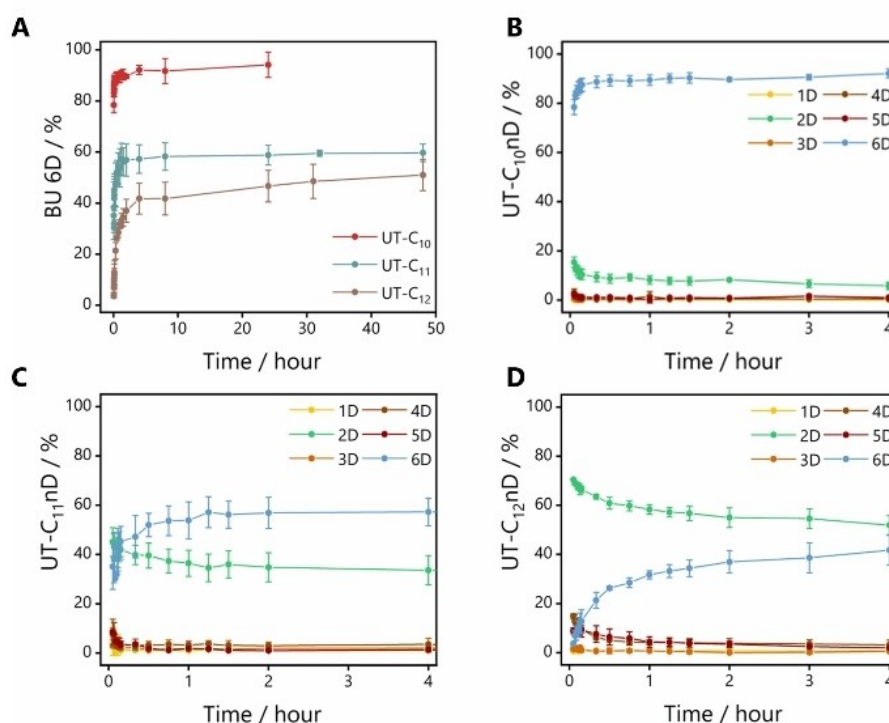 A
100
80
60
40
20
0
BU 6D / %
UT-C₁₀
UT-C₁₁
UT-C₁₂
0 10 20 30 40 50
Time / hour
B
100
80
60
40
20
0
UT-C₁₀nD / %
1D 4D
2D 5D
3D 6D
0 1 2 3 4
Time / hour
C
100
80
60
40
20
0
UT-C₁₁nD / %
1D 4D
2D 5D
3D 6D
0 1 2 3 4
Time / hour
D
100
80
60
40
20
0
UT-C₁₂nD / %
1D 4D
2D 5D
3D 6D
0 1 2 3 4
Time / hour